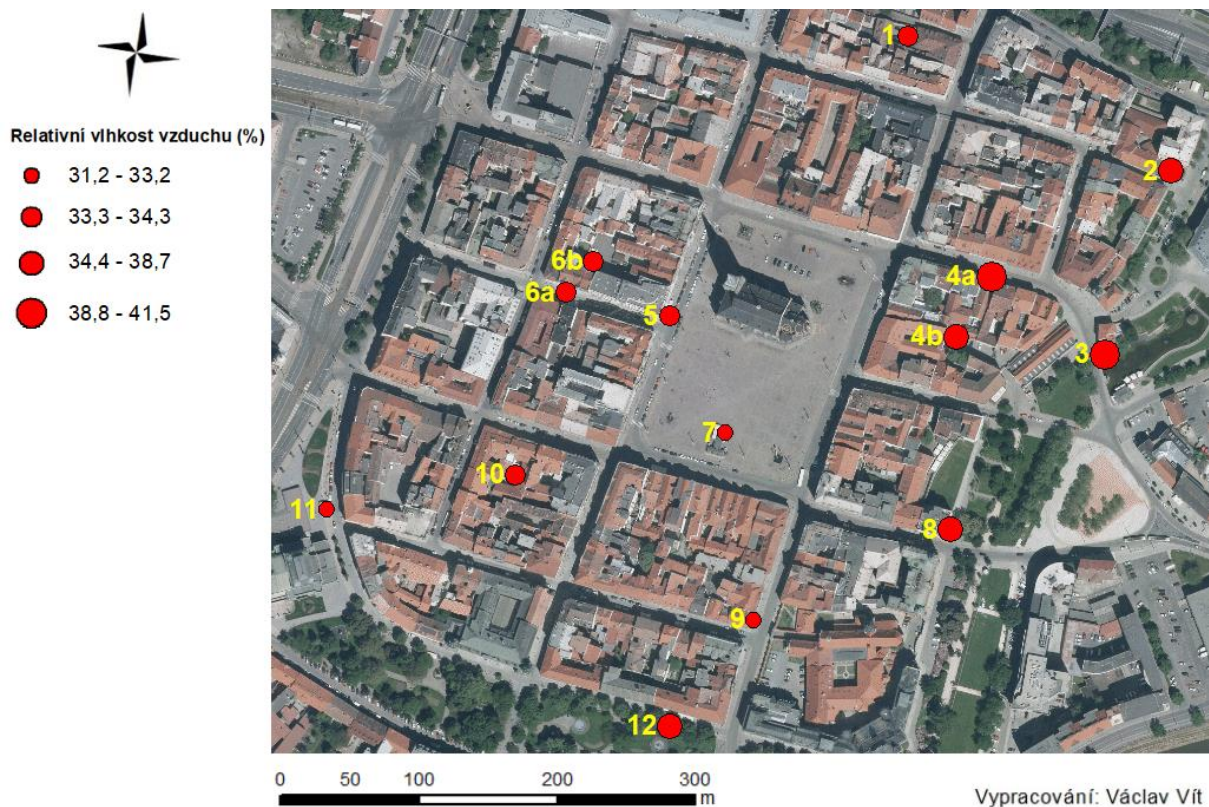 Relativní vlhkost vzduchu (%)
31,2 - 33,2
33,3 - 34,3
34,4 - 38,7
38,8 - 41,5
1
2
6b
4a
6a
5
4b
3
7
10
11
8
9
12
0 50 100 200 300
m
Vypracování: Václav Vít